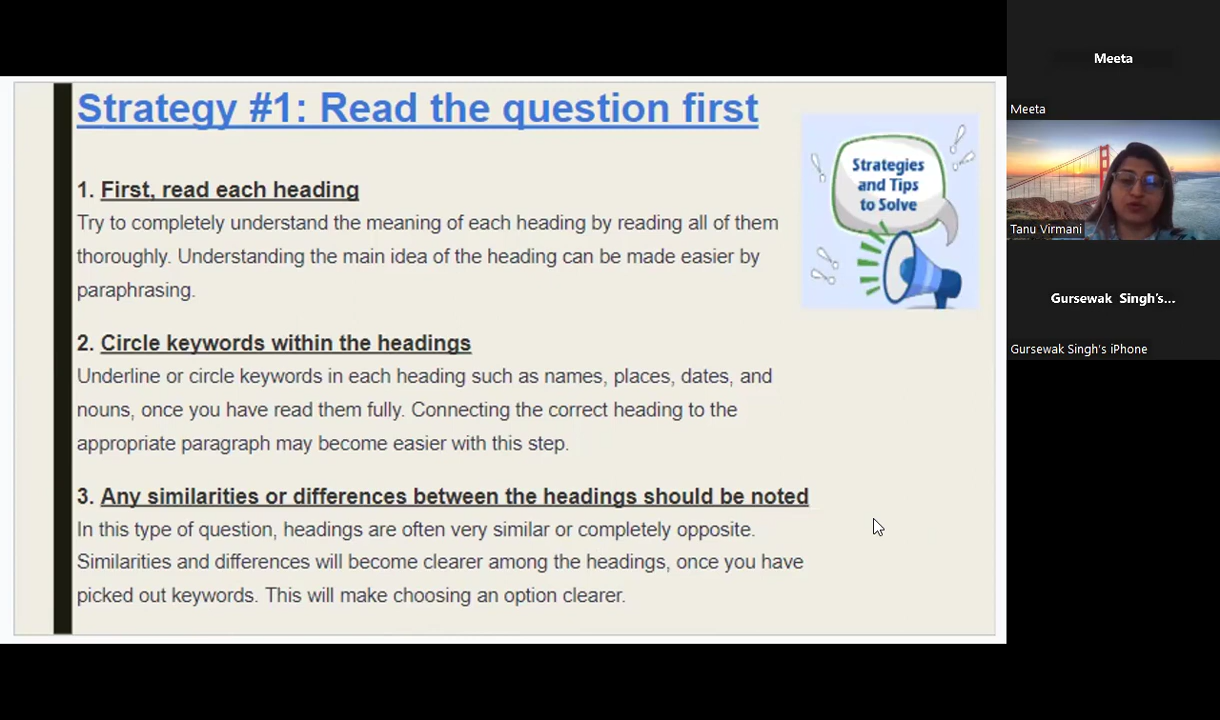 Strategy #1: Read the question first
1. First, read each heading
Try to completely understand the meaning of each heading by reading all of them
thoroughly. Understanding the main idea of the heading can be made easier by
paraphrasing.
2. Circle keywords within the headings
Underline or circle keywords in each heading such as names, places, dates, and
nouns, once you have read them fully. Connecting the correct heading to the
appropriate paragraph may become easier with this step.
3. Any similarities or differences between the headings should be noted
In this type of question, headings are often very similar or completely opposite.
Similarities and differences will become clearer among the headings, once you have
picked out keywords. This will make choosing an option clearer.
Strategies
and Tips
to Solve
Meeta
Meeta
Tanu Virmani
Gursewak Singh's...
Gursewak Singh's iPhone